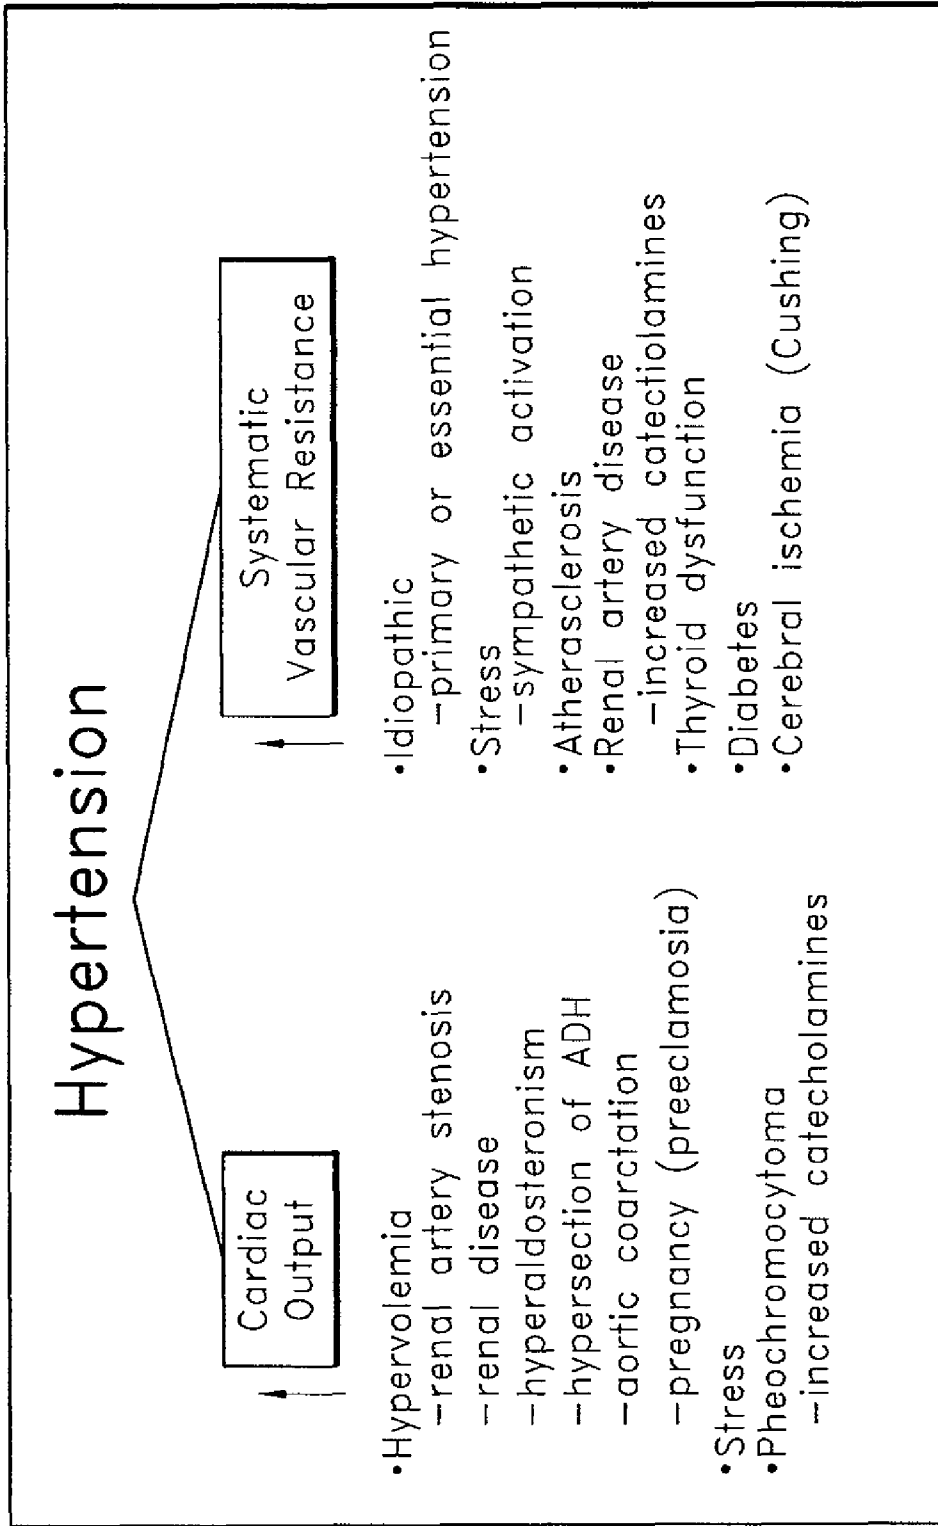 Hypertension
Cardiac
Output
•Hypervolemia
–renal artery stenosis
–renal disease
–hyperaldosteronism
–hypersection of ADH
–aortic coarctation
–pregnancy (preeclamosia)
•Stress
•Pheochromocytoma
–increased catecholamines
Systematic
Vascular Resistance
•Idiopathic
–primary or essential hypertension
•Stress
–sympathetic activation
•Atherasclerosis
•Renal artery disease
–increased catectiolamines
•Thyroid dysfunction
•Diabetes
•Cerebral ischemia (Cushing)